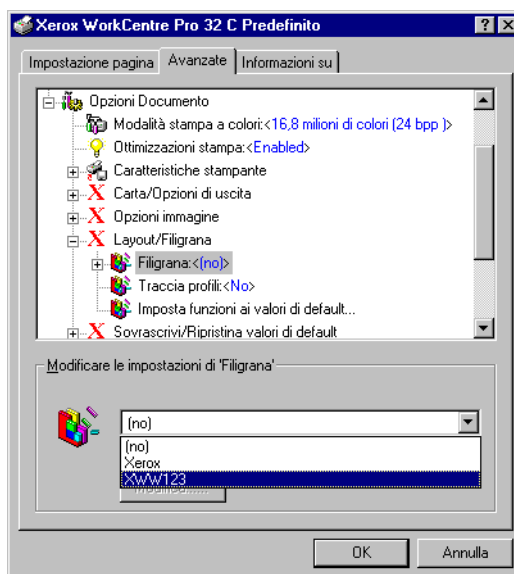 Xerox WorkCentre Pro 32 C Predefinito
Impostazione pagina Avanzate Informazioni su
Opzioni Documento
Modalità stampa a colori:<16,8 milioni di colori (24 bpp )>
Ottimizzazioni stampa:<Enabled>
Caratteristiche stampante
Carta/Opzioni di uscita
Opzioni immagine
Layout/Filigrana
Filigrana:<(no)>
Traccia profili:<No>
Imposta funzioni ai valori di default...
Sovrascrivi/Ripristina valori di default
Modificare le impostazioni di 'Filigrana'
(no)
(no)
Xerox
XWW123
OK Annulla